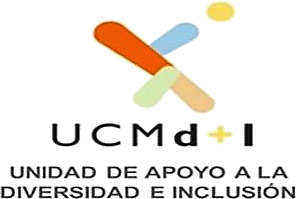 UCMd+I
UNIDAD DE APOYO A LA
DIVERSIDAD E INCLUSIÓN